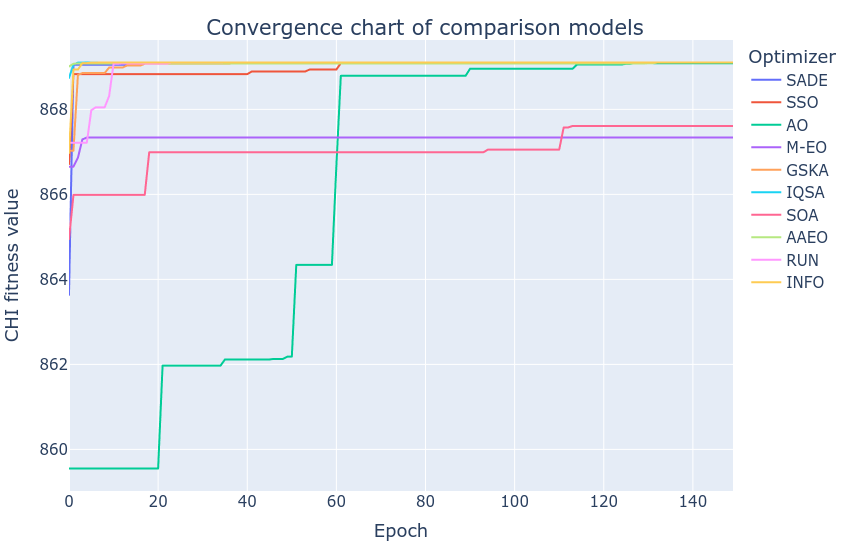 Convergence chart of comparison models
CHI fitness value
868
866
864
862
860
0 20 40 60 80 100 120 140
Epoch
Optimizer
SADE
SSO
AO
M-EO
GSKA
IQSA
SOA
AAEO
RUN
INFO